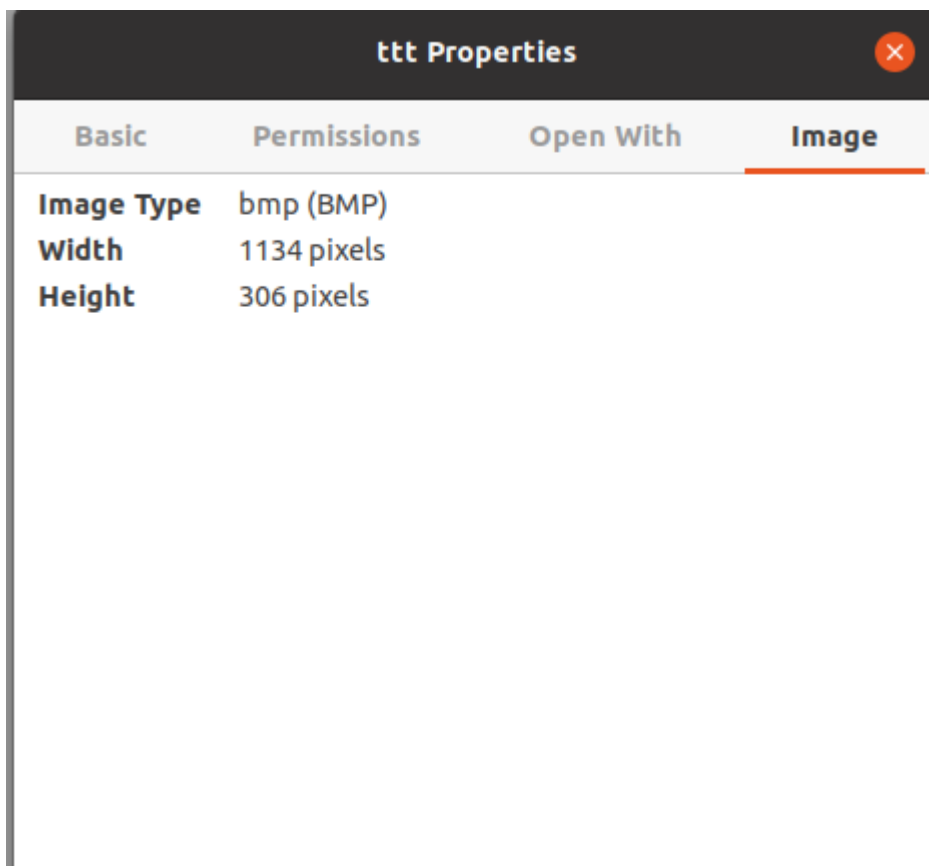 ttt Properties
Basic Permissions Open With Image
Image Type bmp (BMP)
Width 1134 pixels
Height 306 pixels